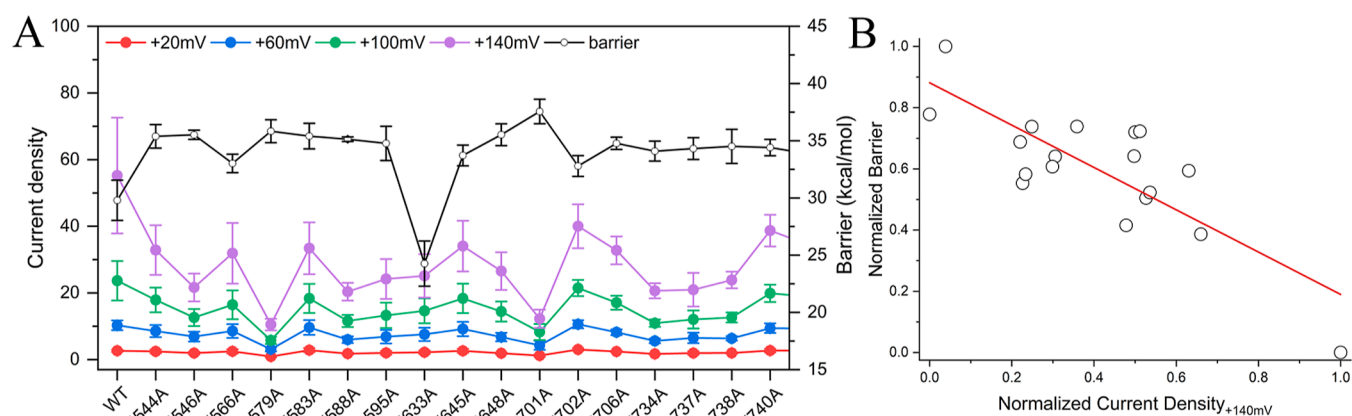 A
B
+20mV +60mV +100mV +140mV barrier
Current density
100
80
60
40
20
0
Barrier (kcal/mol)
45
40
35
30
25
20
15
WT 544A 546A 566A 579A 583A 588A 595A 633A 645A 648A 701A 702A 706A 734A 737A 738A 740A
Normalized Barrier
1.0
0.8
0.6
0.4
0.2
0.0
0.0 0.2 0.4 0.6 0.8 1.0
Normalized Current Density+140mV